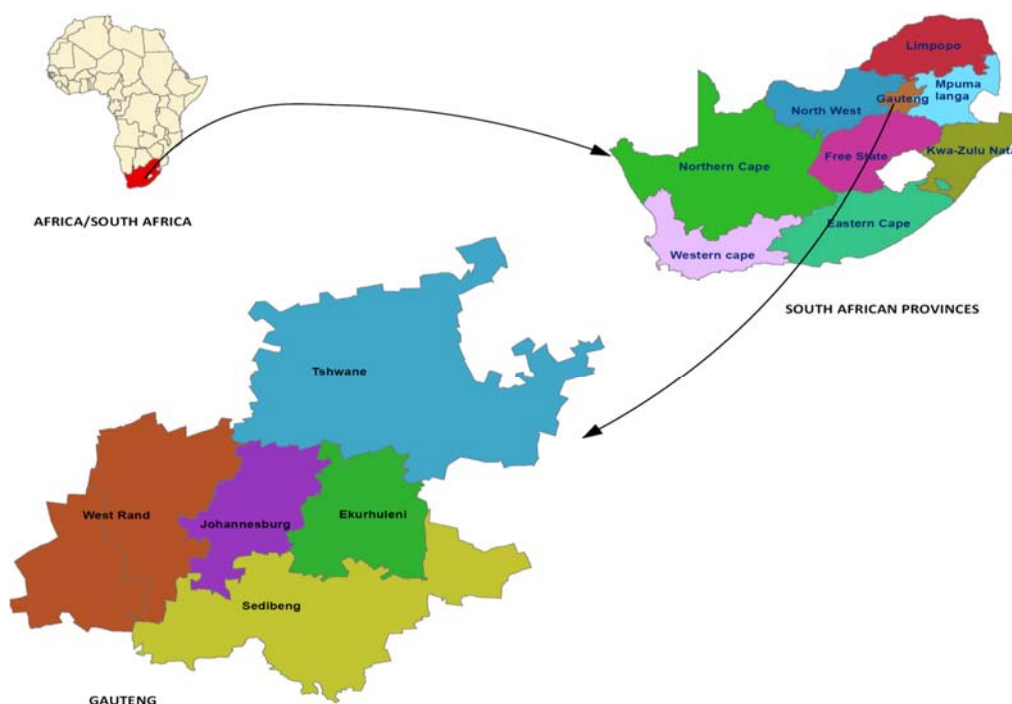 AFRICA/SOUTH AFRICA
Limpopo
Mpuma
langa
Gauteng
North West
Free State
Kwa-Zulu Nata
Northern Cape
Eastern Cape
Western cape
SOUTH AFRICAN PROVINCES
Tshwane
West Rand
Johannesburg
Ekurhuleni
Sedibeng
GAUTENG